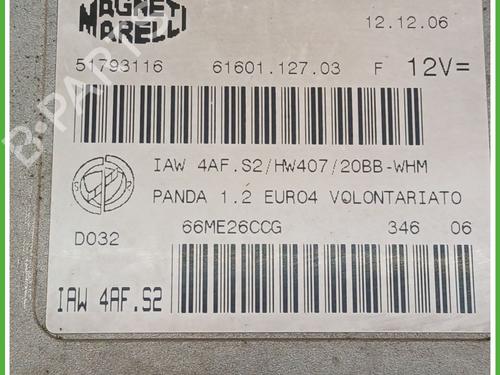 MAGNETI
MARELLI
12.12.06
51793116 61601.127.03 F 12V=
IAW 4AF.S2/HW407/20BB-WHM
PANDA 1.2 EURO4 VOLONTARIATO
D032 66ME26CCG 346 06
IAW 4AF.S2
B-PARTS